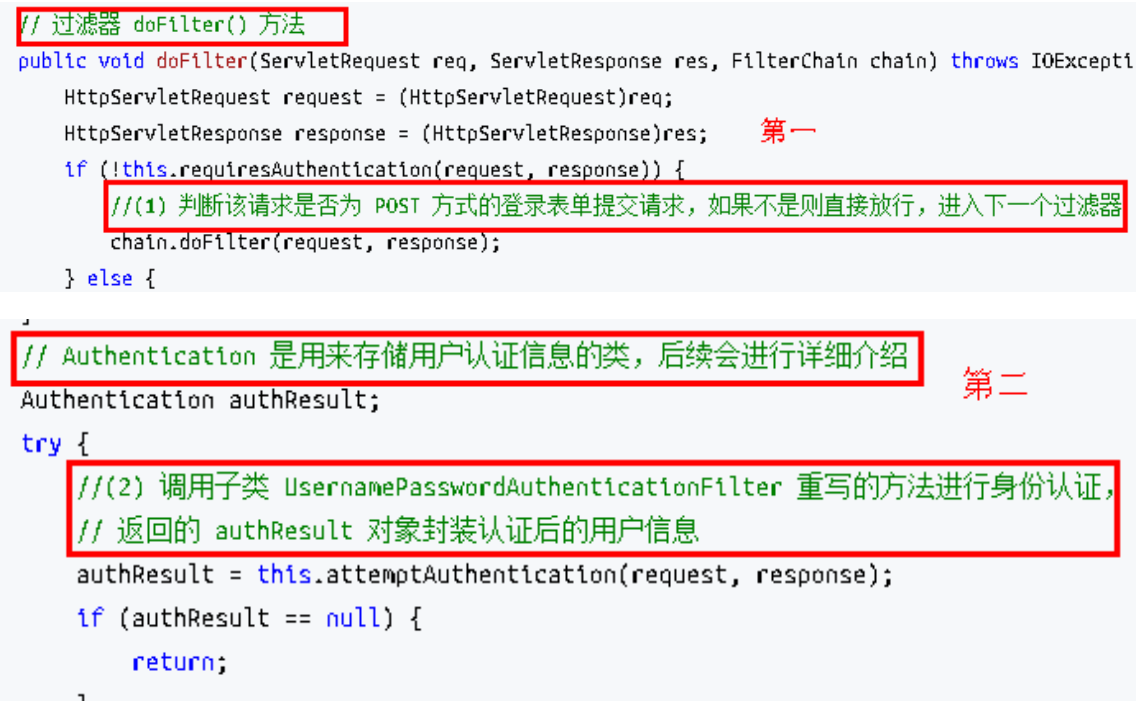 // 过滤器 doFilter() 方法
public void doFilter(ServletRequest req, ServletResponse res, FilterChain chain) throws IOExcepti
HttpServletRequest request = (HttpServletRequest)req;
HttpServletResponse response = (HttpServletResponse)res; 第一
if (!this.requiresAuthentication(request, response)) {
//(1) 判断该请求是否为 POST 方式的登录表单提交请求，如果不是则直接放行，进入下一个过滤器
chain.doFilter(request, response);
} else {
// Authentication 是用来存储用户认证信息的类，后续会进行详细介绍
第二
Authentication authResult;
try {
//(2) 调用子类 UsernamePasswordAuthenticationFilter 重写的方法进行身份认证，
// 返回的 authResult 对象封装认证后的用户信息
authResult = this.attemptAuthentication(request, response);
if (authResult == null) {
return;